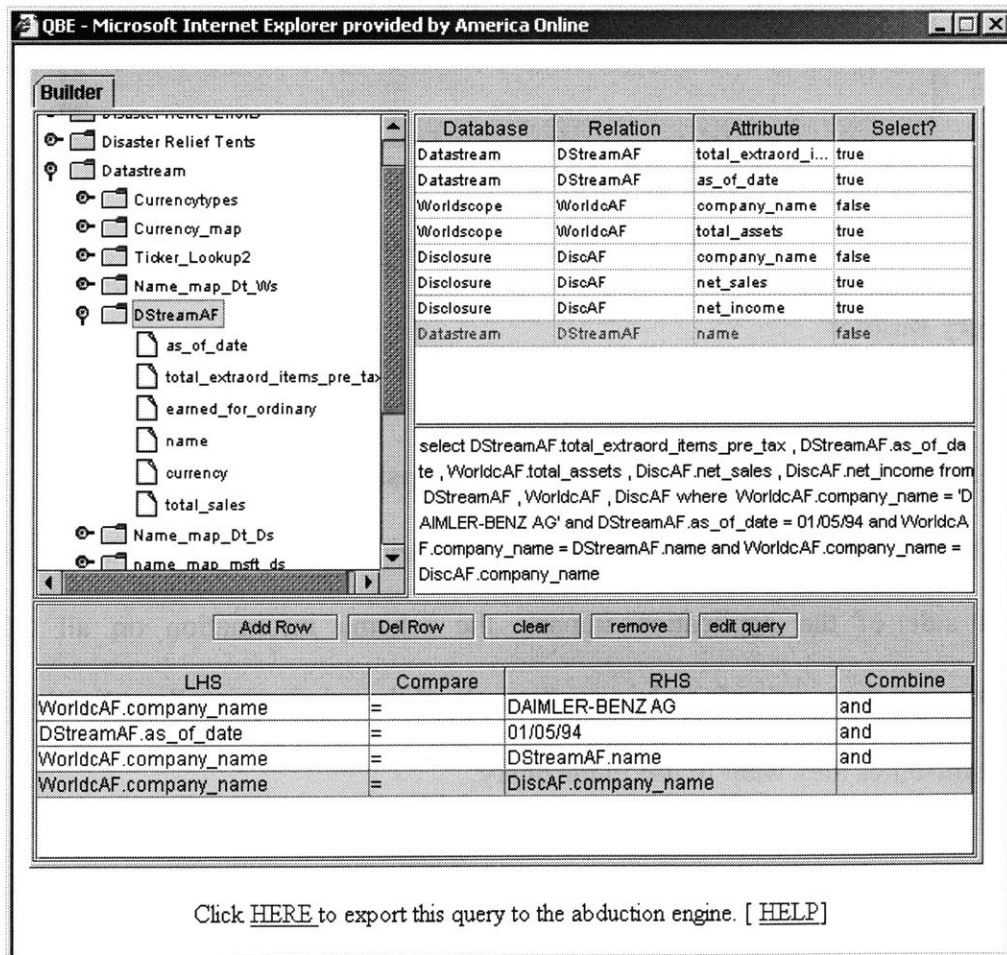 QBE - Microsoft Internet Explorer provided by America Online
Builder
Disaster Relief Tents
Datastream
Currencytypes
Currency_map
Ticker_Lookup2
Name_map_Dt_Ws
DStreamAF
as_of_date
total_extraord_items_pre_tax
earned_for_ordinary
name
currency
total_sales
Name_map_Dt_Ds
name_map_msft_ds
Database Relation Attribute Select?
Datastream DStreamAF total_extraord_i... true
Datastream DStreamAF as_of_date true
Worldscope WorldcAF company_name false
Worldscope WorldcAF total_assets true
Disclosure DiscAF company_name false
Disclosure DiscAF net_sales true
Disclosure DiscAF net_income true
Datastream DStreamAF name false
select DStreamAF.total_extraord_items_pre_tax , DStreamAF.as_of_da
te , WorldcAF.total_assets , DiscAF.net_sales , DiscAF.net_income from
DStreamAF , WorldcAF , DiscAF where WorldcAF.company_name = 'D
AIMLER-BENZ AG' and DStreamAF.as_of_date = 01/05/94 and WorldcA
F.company_name = DStreamAF.name and WorldcAF.company_name =
DiscAF.company_name
Add Row Del Row clear remove edit query
LHS Compare RHS Combine
WorldcAF.company_name = DAIMLER-BENZ AG and
DStreamAF.as_of_date = 01/05/94 and
WorldcAF.company_name = DStreamAF.name and
WorldcAF.company_name = DiscAF.company_name
Click HERE to export this query to the abduction engine. [ HELP]